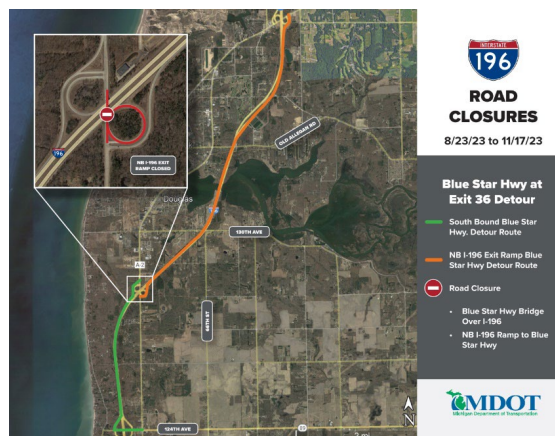 NB I-196 EXIT
RAMP CLOSED
196
OLD ALLEGAN RD
Douglas
130TH AVE
A-2
68TH ST
124TH AVE
N
INTERSTATE
196
ROAD
CLOSURES
8/23/23 to 11/17/23
Blue Star Hwy at
Exit 36 Detour
South Bound Blue Star
Hwy. Detour Route
NB I-196 Exit Ramp Blue
Star Hwy Detour Route
Road Closure
• Blue Star Hwy Bridge
Over I-196
• NB I-196 Ramp to Blue
Star Hwy
MDOT
Michigan Department of Transportation